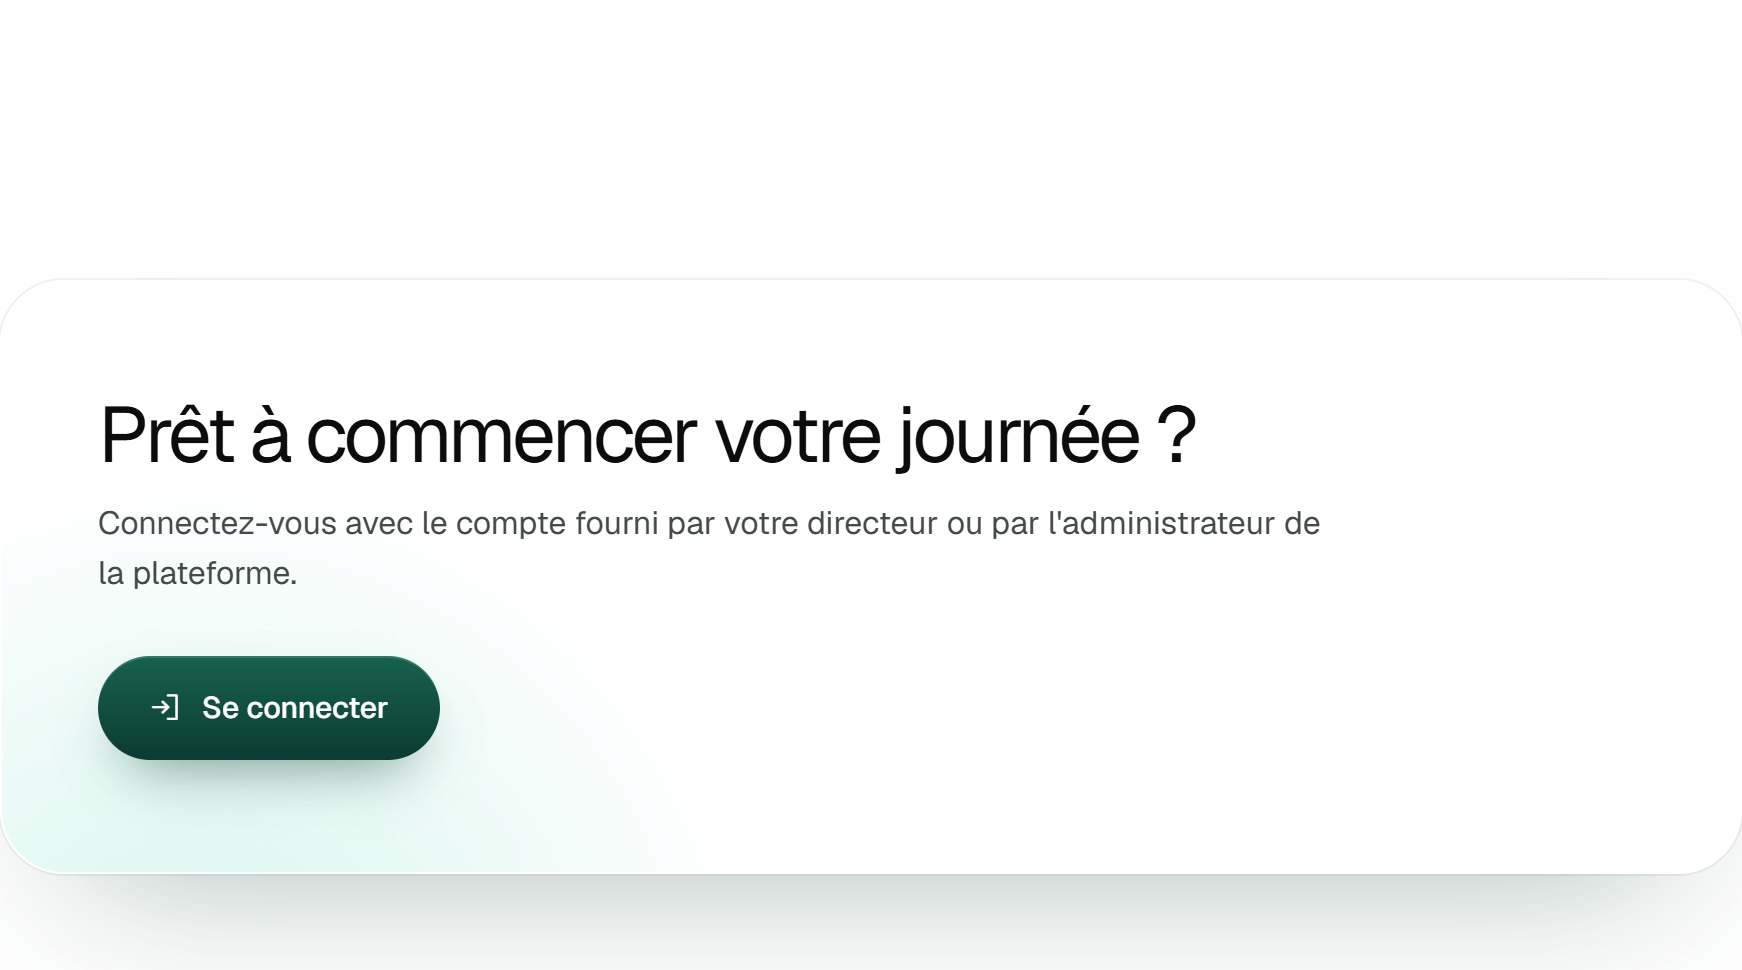 Prêt à commencer votre journée ?
Connectez-vous avec le compte fourni par votre directeur ou par l'administrateur de
la plateforme.
Se connecter